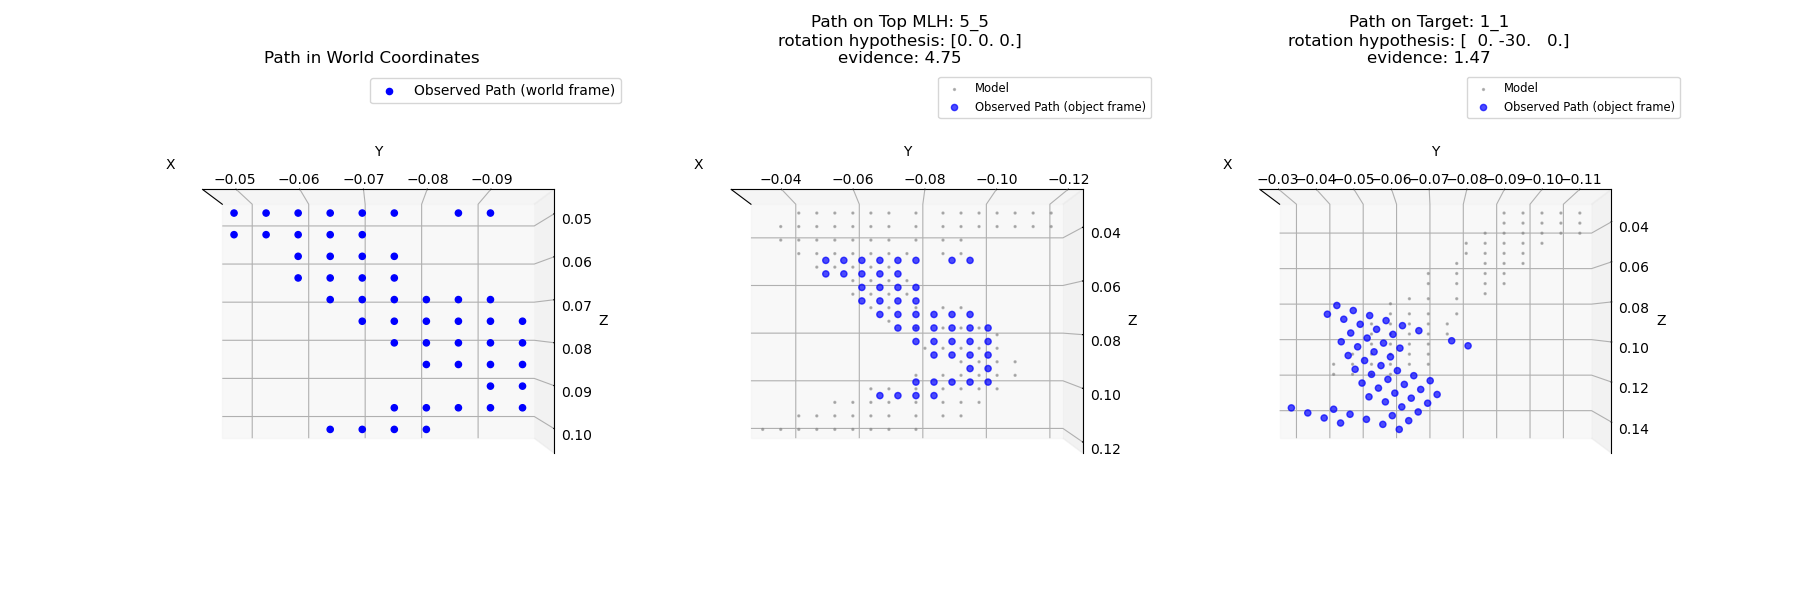 Path in World Coordinates
Observed Path (world frame)
X
Y
−0.05 −0.06 −0.07 −0.08 −0.09
0.05
0.06
0.07
Z
0.08
0.09
0.10
Path on Top MLH: 5_5
rotation hypothesis: [0. 0. 0.]
evidence: 4.75
Model
Observed Path (object frame)
X
Y
−0.04 −0.06 −0.08 −0.10 −0.12
0.04
0.06
Z
0.08
0.10
0.12
Path on Target: 1_1
rotation hypothesis: [  0. -30.   0.]
evidence: 1.47
Model
Observed Path (object frame)
X
Y
−0.03 −0.04 −0.05 −0.06 −0.07 −0.08 −0.09 −0.10 −0.11
0.04
0.06
0.08
Z
0.10
0.12
0.14